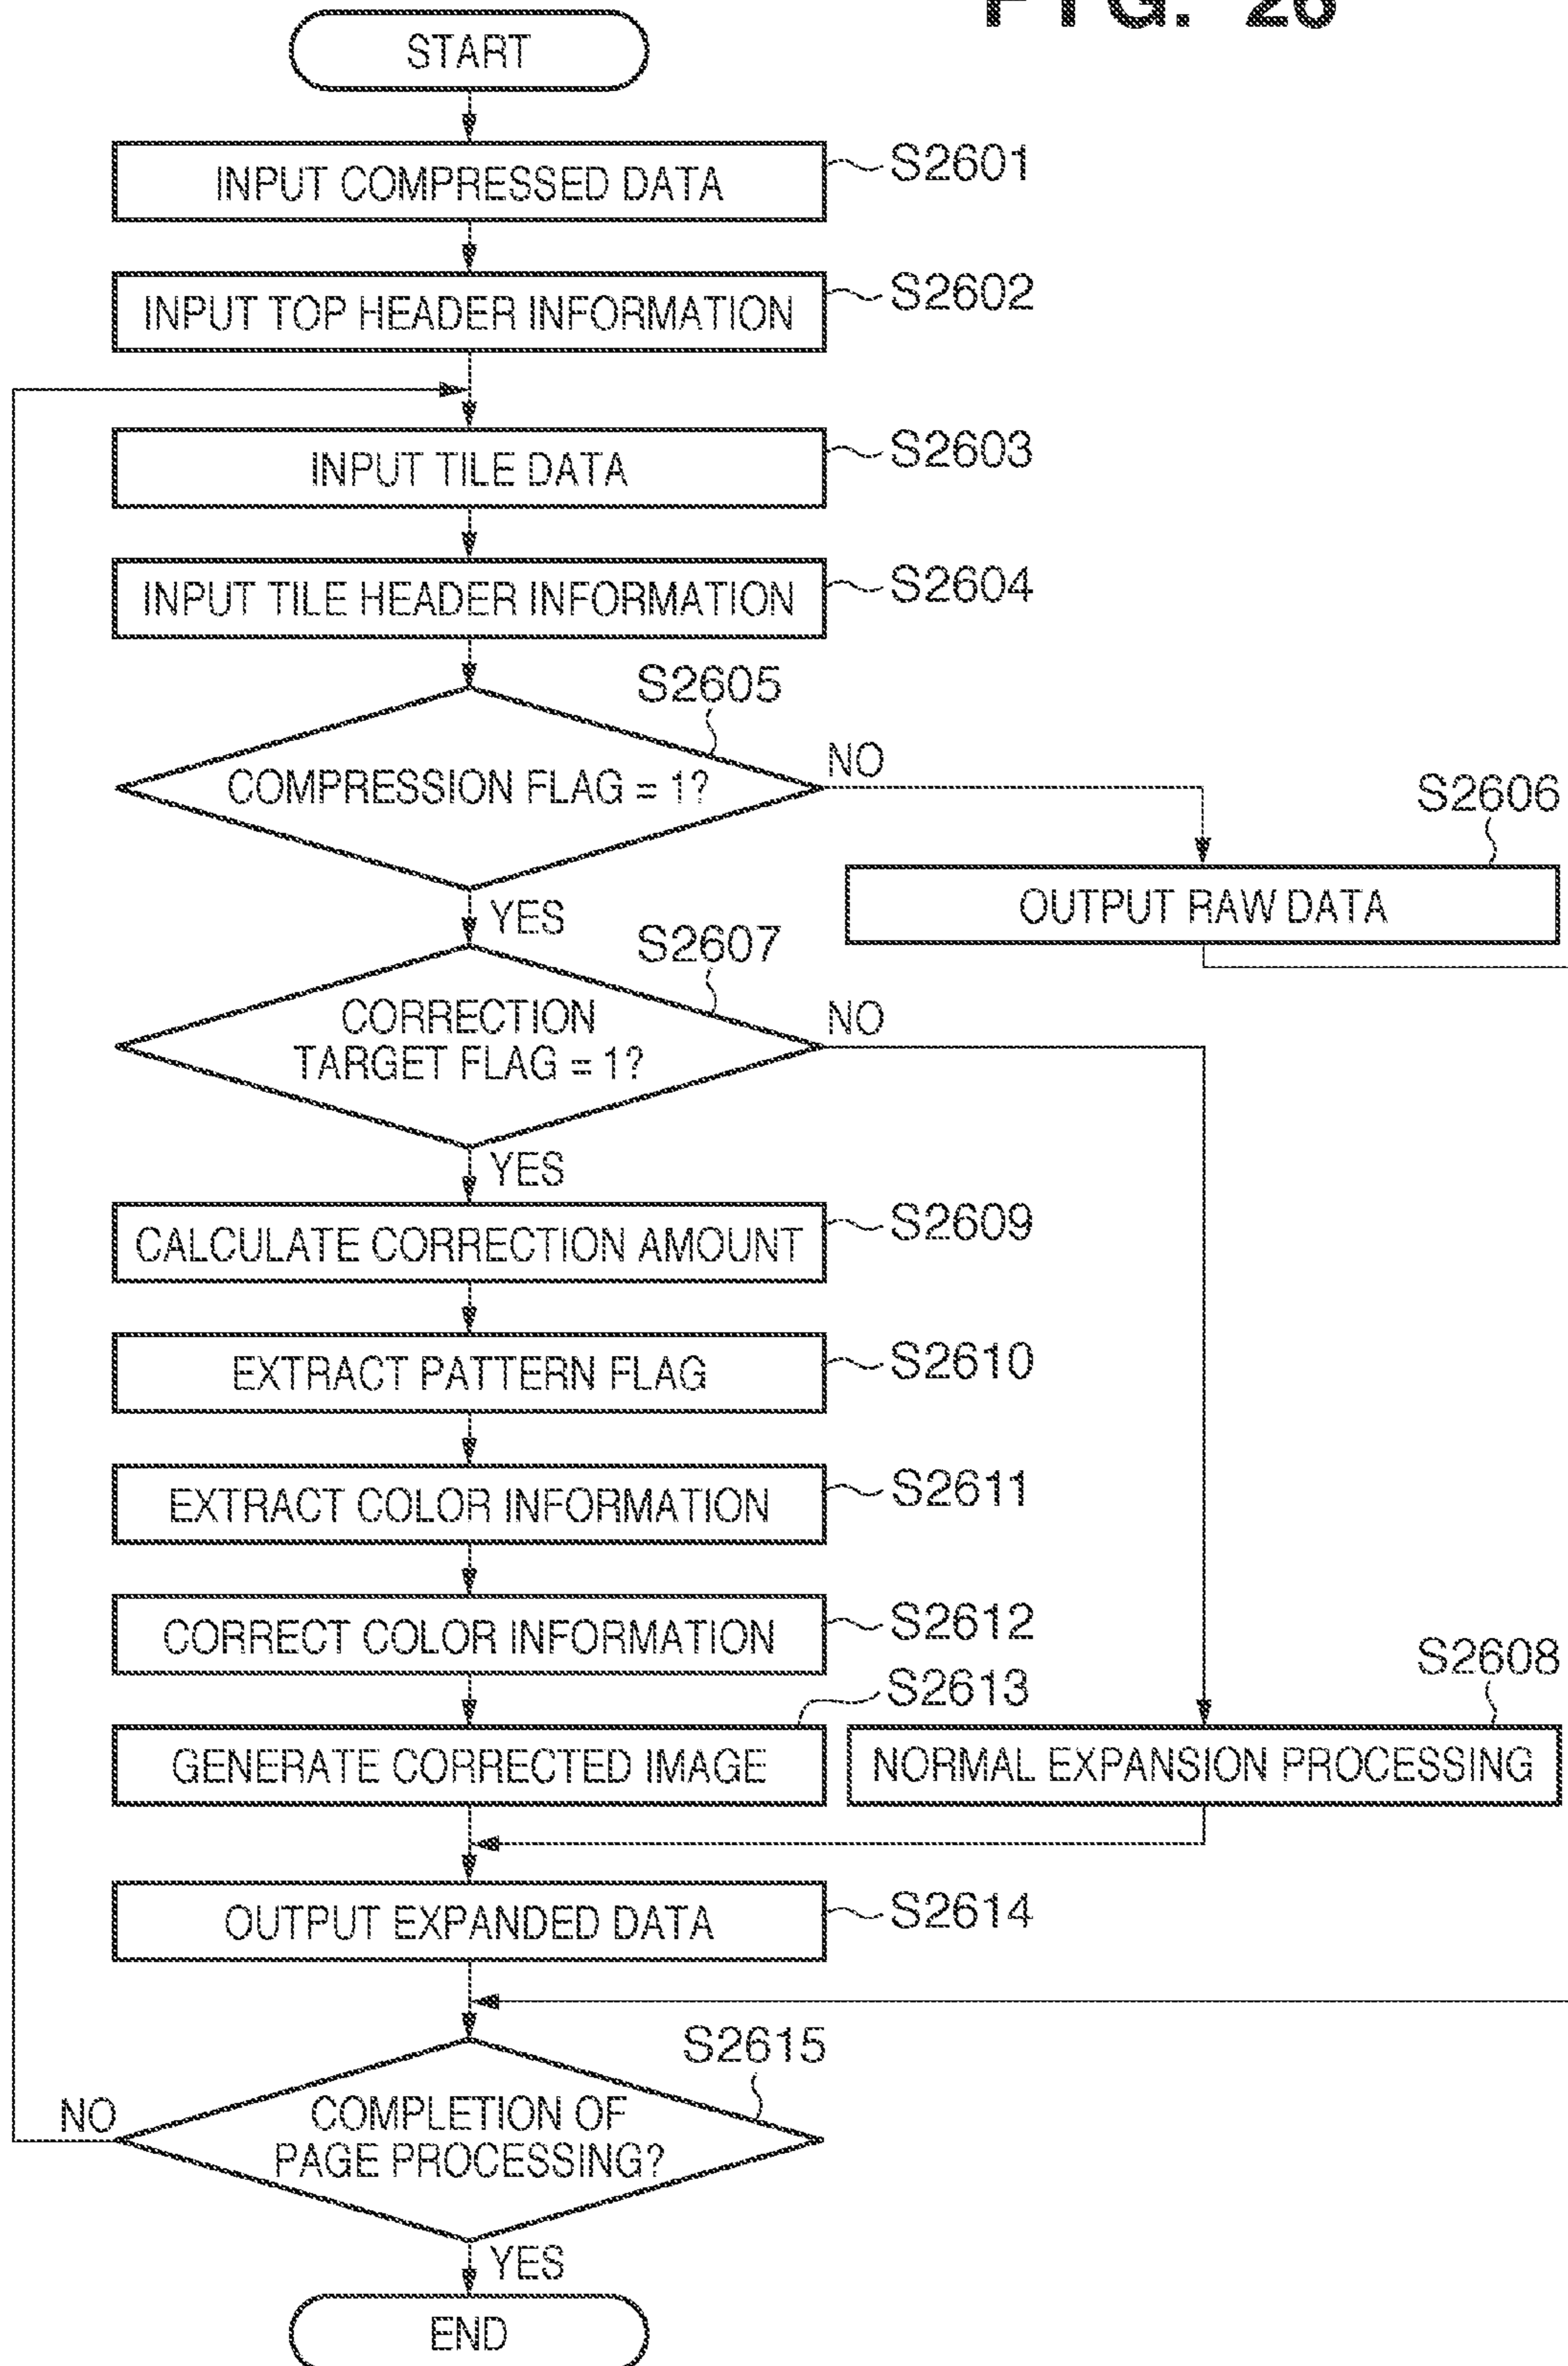 FIG. 26
START
INPUT COMPRESSED DATA
S2601
INPUT TOP HEADER INFORMATION
S2602
INPUT TILE DATA
S2603
INPUT TILE HEADER INFORMATION
S2604
S2605
COMPRESSION FLAG = 1?
NO
S2606
OUTPUT RAW DATA
YES
S2607
CORRECTION
TARGET FLAG = 1?
NO
YES
CALCULATE CORRECTION AMOUNT
S2609
EXTRACT PATTERN FLAG
S2610
EXTRACT COLOR INFORMATION
S2611
CORRECT COLOR INFORMATION
S2612
S2613
GENERATE CORRECTED IMAGE
S2608
NORMAL EXPANSION PROCESSING
OUTPUT EXPANDED DATA
S2614
S2615
COMPLETION OF
PAGE PROCESSING?
NO
YES
END